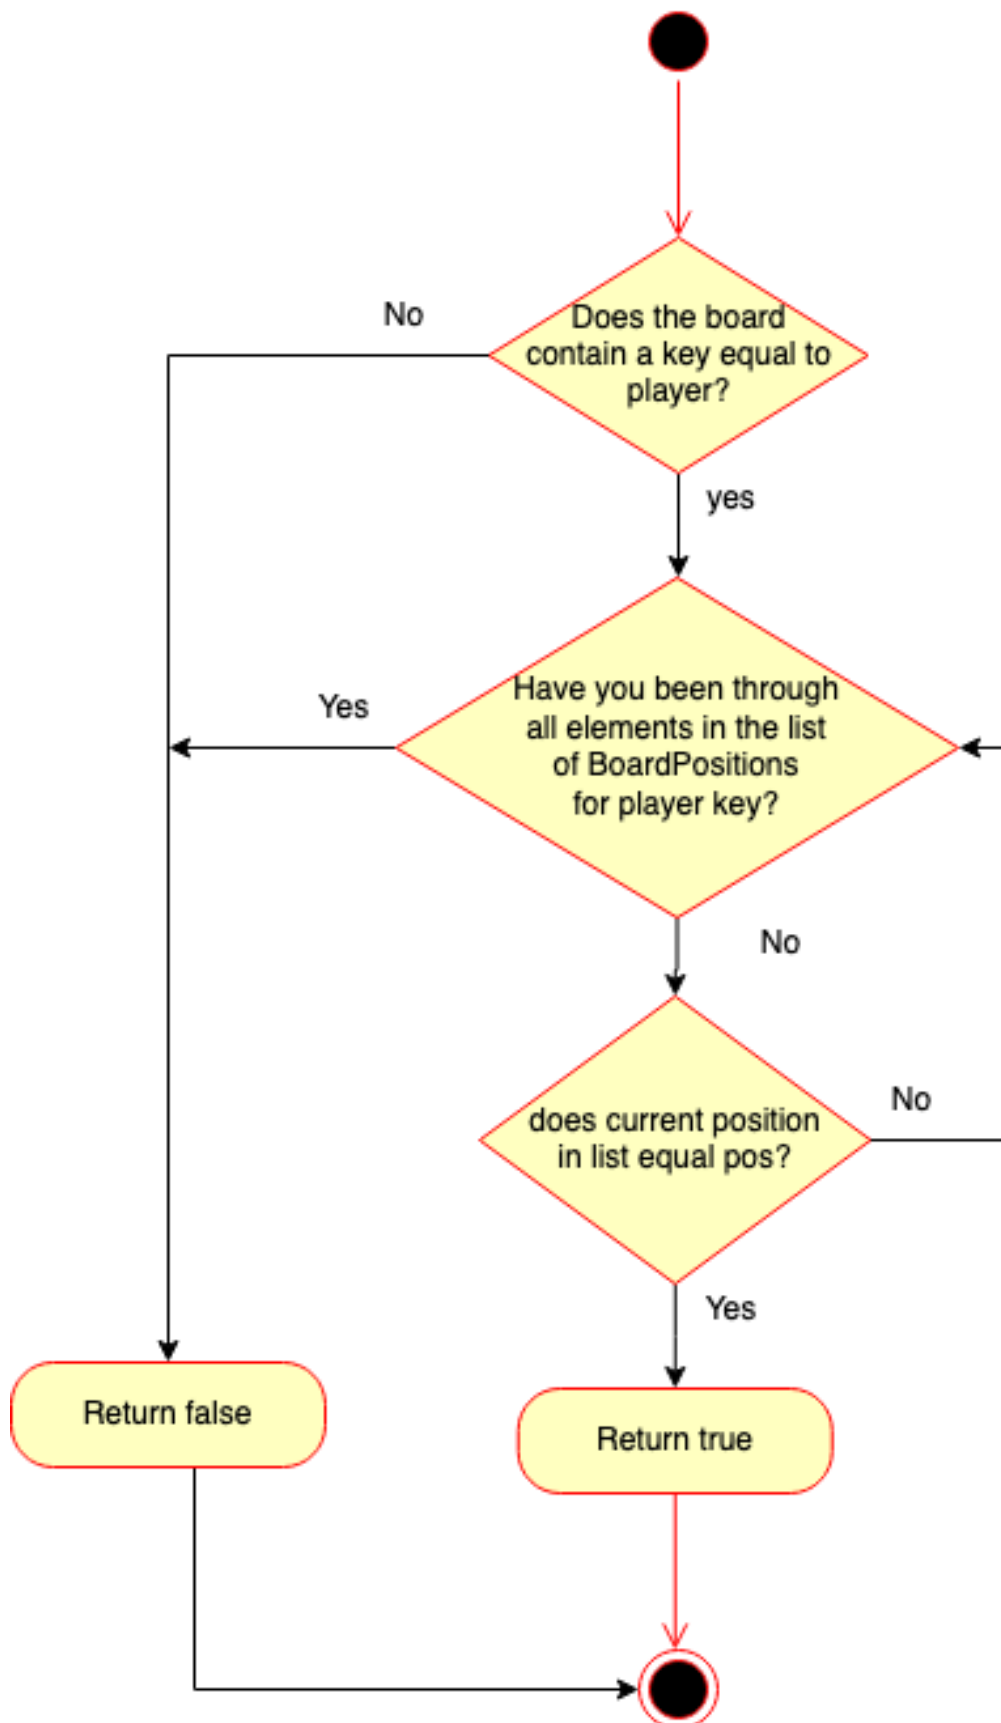 No
Does the board
contain a key equal to
player?
yes
Yes
Have you been through
all elements in the list
of BoardPositions
for player key?
No
does current position
in list equal pos?
No
Yes
Return false
Return true